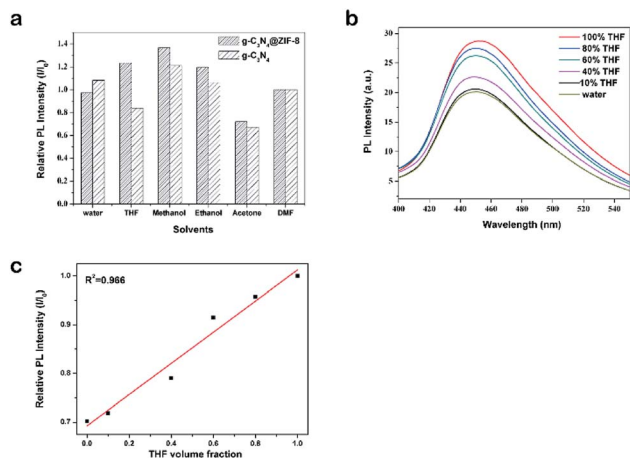 a
g-C3N4@ZIF-8
g-C3N4
1.4
1.2
1.0
0.8
0.6
0.4
0.2
0.0
Relative PL Intensity (I/I0)
water THF Methanol Ethanol Acetone DMF
Solvents
b
100% THF
80% THF
60% THF
40% THF
10% THF
water
30
25
20
15
10
5
PL Intensity (a.u.)
400 420 440 460 480 500 520 540
Wavelength (nm)
c
R²=0.966
1.0
0.9
0.8
0.7
Relative PL Intensity (I/I0)
0.0 0.2 0.4 0.6 0.8 1.0
THF volume fraction